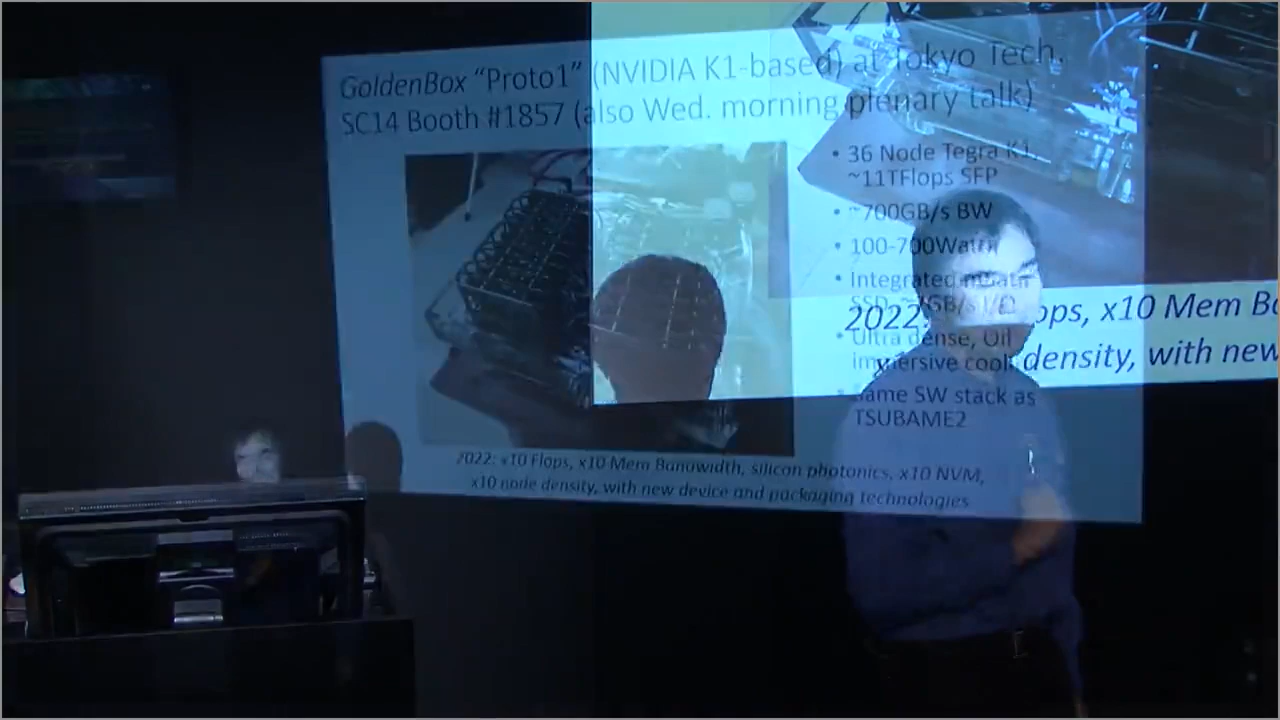 GoldenBox "Proto1" (NVIDIA K1-based) at Tokyo Tech.
SC14 Booth #1857 (also Wed. morning plenary talk)
• 36 Node Tegra K1,
~11TFlops SFP
• ~700GB/s BW
• 100-700Watts
• Integrated mSata
SSD,
• Ultra dense, Oil
immersive cool
• Same SW stack as
TSUBAME2
2022: x10 Flops, x10 Mem Bandwidth, silicon photonics, x10 NVM,
x10 node density, with new device and packaging technologies
2022: ops, x10 Mem
density, with new